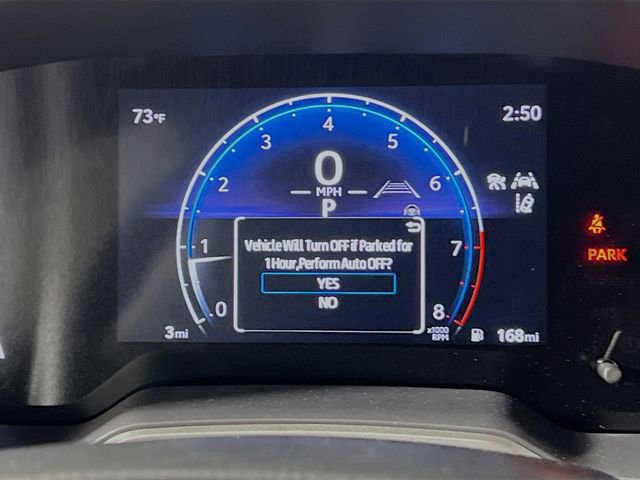 73°F
2:50
4
3
5
0
MPH
2
6
P
Vehicle Will Turn OFF if Parked for
1 Hour,Perform Auto OFF?
1
7
YES
PARK
NO
0
8
x1000
RPM
3mi
168mi